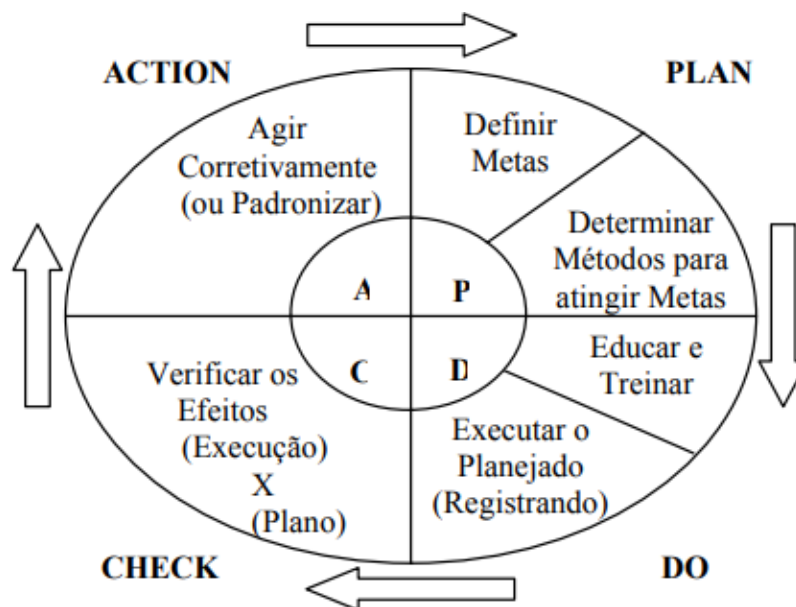 ACTION
PLAN
Agir
Corretivamente
(ou Padronizar)
Definir
Metas
Determinar
Métodos para
atingir Metas
A
P
C
D
Educar e
Treinar
Executar o
Planejado
(Registrando)
Verificar os
Efeitos
(Execução)
X
(Plano)
CHECK
DO